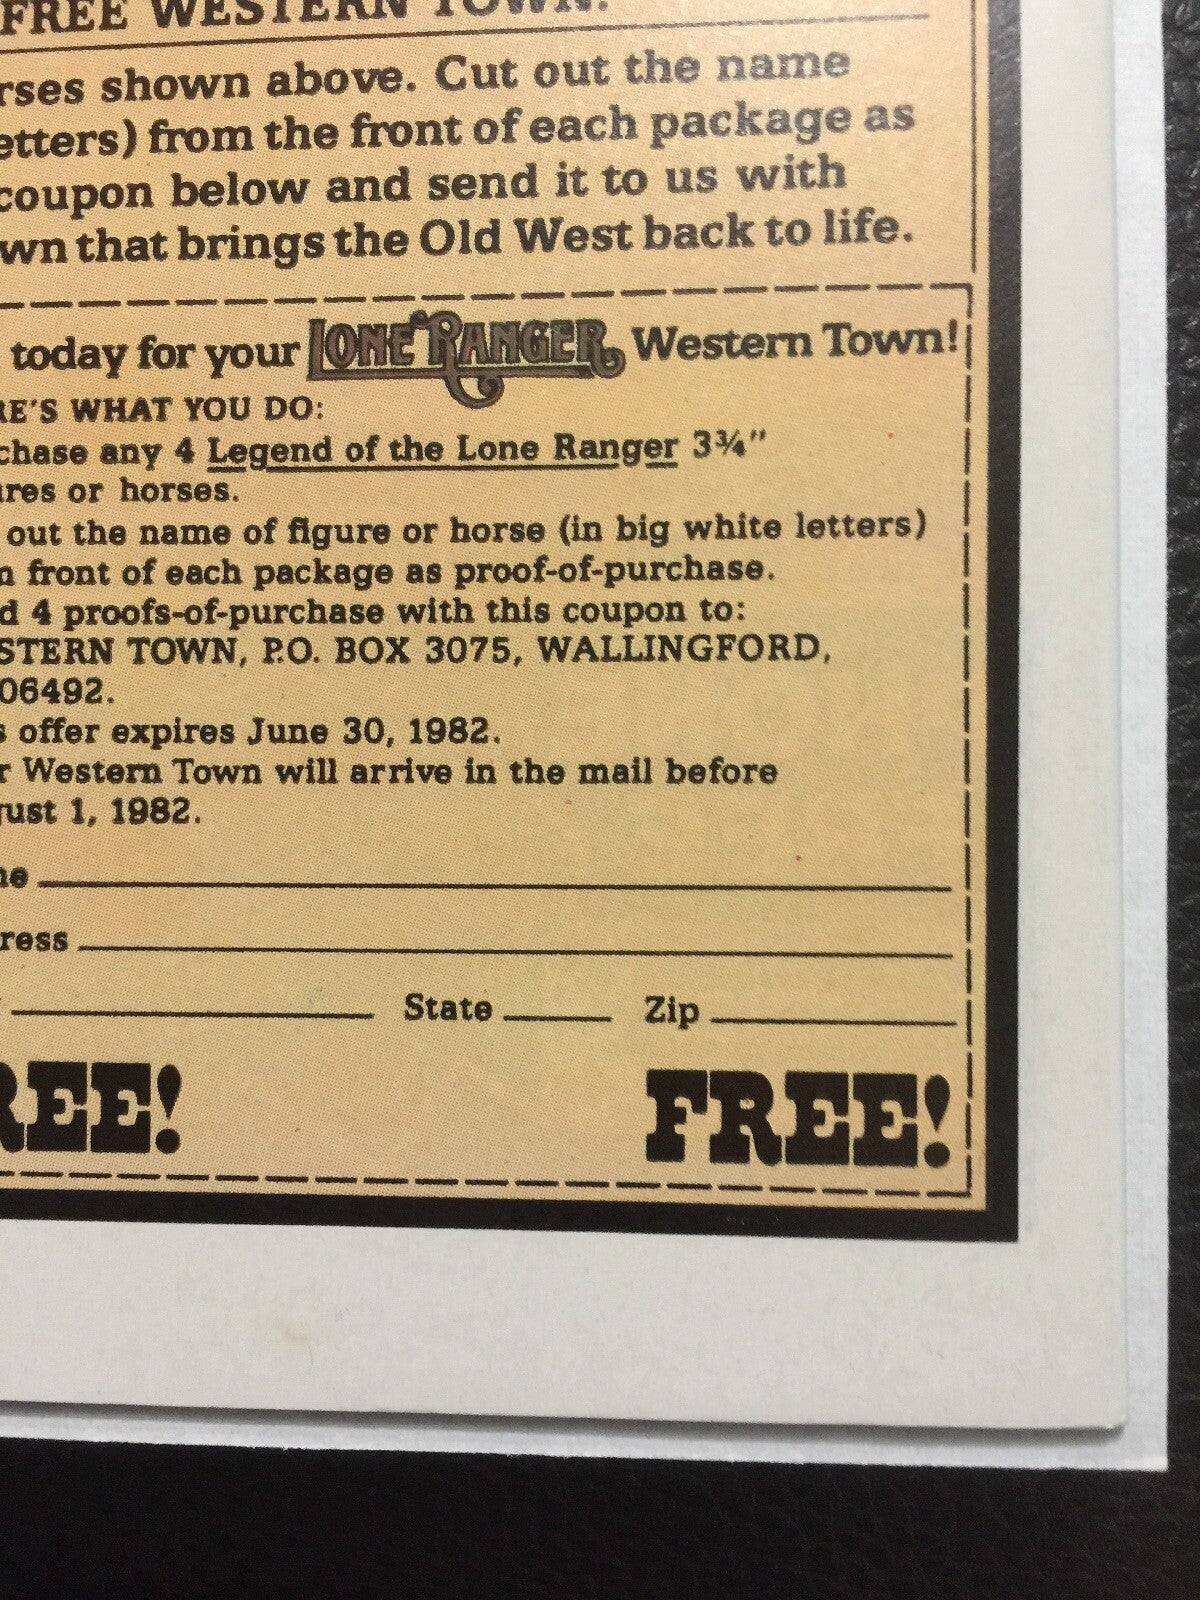 FREE WESTERN TOWN.
rses shown above. Cut out the name
etters) from the front of each package as
coupon below and send it to us with
wn that brings the Old West back to life.
today for your LONE RANGER Western Town!
RE'S WHAT YOU DO:
chase any 4 Legend of the Lone Ranger 3¾"
ures or horses.
out the name of figure or horse (in big white letters)
n front of each package as proof-of-purchase.
d 4 proofs-of-purchase with this coupon to:
STERN TOWN, P.O. BOX 3075, WALLINGFORD,
06492.
s offer expires June 30, 1982.
r Western Town will arrive in the mail before
gust 1, 1982.
me
ress
State Zip
REE! FREE!